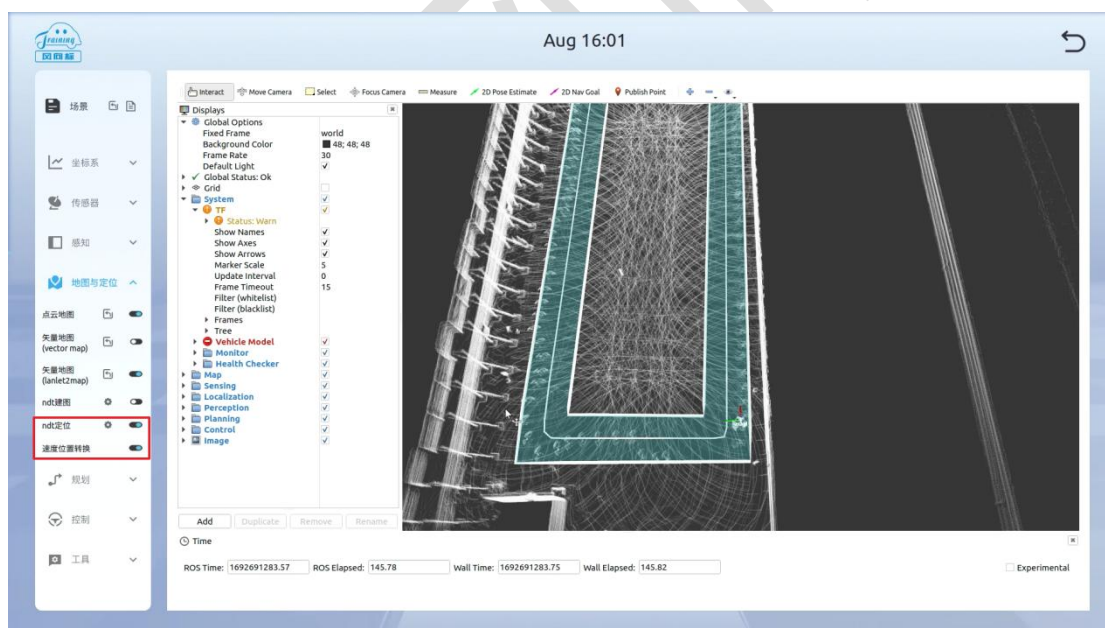 Training
风向标
Aug 16:01
场景
坐标系
传感器
感知
地图与定位
点云地图
矢量地图
(vector map)
矢量地图
(lanlet2map)
ndt建图
ndt定位
速度位置转换
规划
控制
工具
Interact Move Camera Select Focus Camera Measure 2D Pose Estimate 2D Nav Goal Publish Point
Displays
Global Options
Fixed Frame world
Background Color 48; 48; 48
Frame Rate 30
Default Light
Global Status: Ok
Grid
System
TF
Status: Warn
Show Names
Show Axes
Show Arrows
Marker Scale 5
Update Interval 0
Frame Timeout 15
Filter (whitelist)
Filter (blacklist)
Frames
Tree
Vehicle Model
Monitor
Health Checker
Map
Sensing
Localization
Perception
Planning
Control
Image
Add Duplicate Remove Rename
Time
ROS Time: 1692691283.57 ROS Elapsed: 145.78 Wall Time: 1692691283.75 Wall Elapsed: 145.82 Experimental